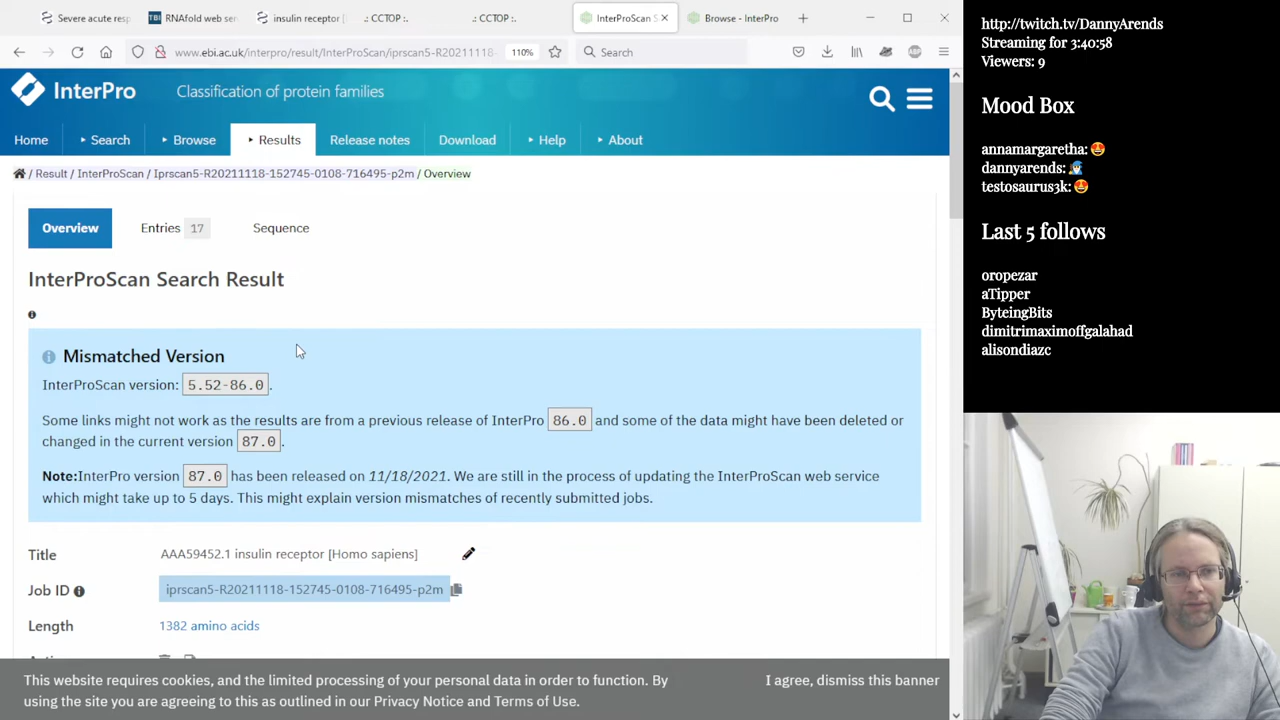 Severe acute resp
TBI RNAfold web serv
insulin receptor [
.: CCTOP :.
.: CCTOP :.
InterProScan S
Browse - InterPro
www.ebi.ac.uk/interpro/result/InterProScan/iprscan5-R20211118-
110%
Search
ABP
InterPro
Classification of protein families
Home
Search
Browse
Results
Release notes
Download
Help
About
/ Result / InterProScan / Iprscan5-R20211118-152745-0108-716495-p2m / Overview
Overview
Entries 17
Sequence
InterProScan Search Result
Mismatched Version
InterProScan version: 5.52-86.0.
Some links might not work as the results are from a previous release of InterPro 86.0 and some of the data might have been deleted or
changed in the current version 87.0.
Note:InterPro version 87.0 has been released on 11/18/2021. We are still in the process of updating the InterProScan web service
which might take up to 5 days. This might explain version mismatches of recently submitted jobs.
Title AAA59452.1 insulin receptor [Homo sapiens]
Job ID iprscan5-R20211118-152745-0108-716495-p2m
Length 1382 amino acids
This website requires cookies, and the limited processing of your personal data in order to function. By
using the site you are agreeing to this as outlined in our Privacy Notice and Terms of Use.
I agree, dismiss this banner
http://twitch.tv/DannyArends
Streaming for 3:40:58
Viewers: 9
Mood Box
annamargaretha:
dannyarends:
testosaurus3k:
Last 5 follows
oropezar
aTipper
ByteingBits
dimitrimaximoffgalahad
alisondiazc